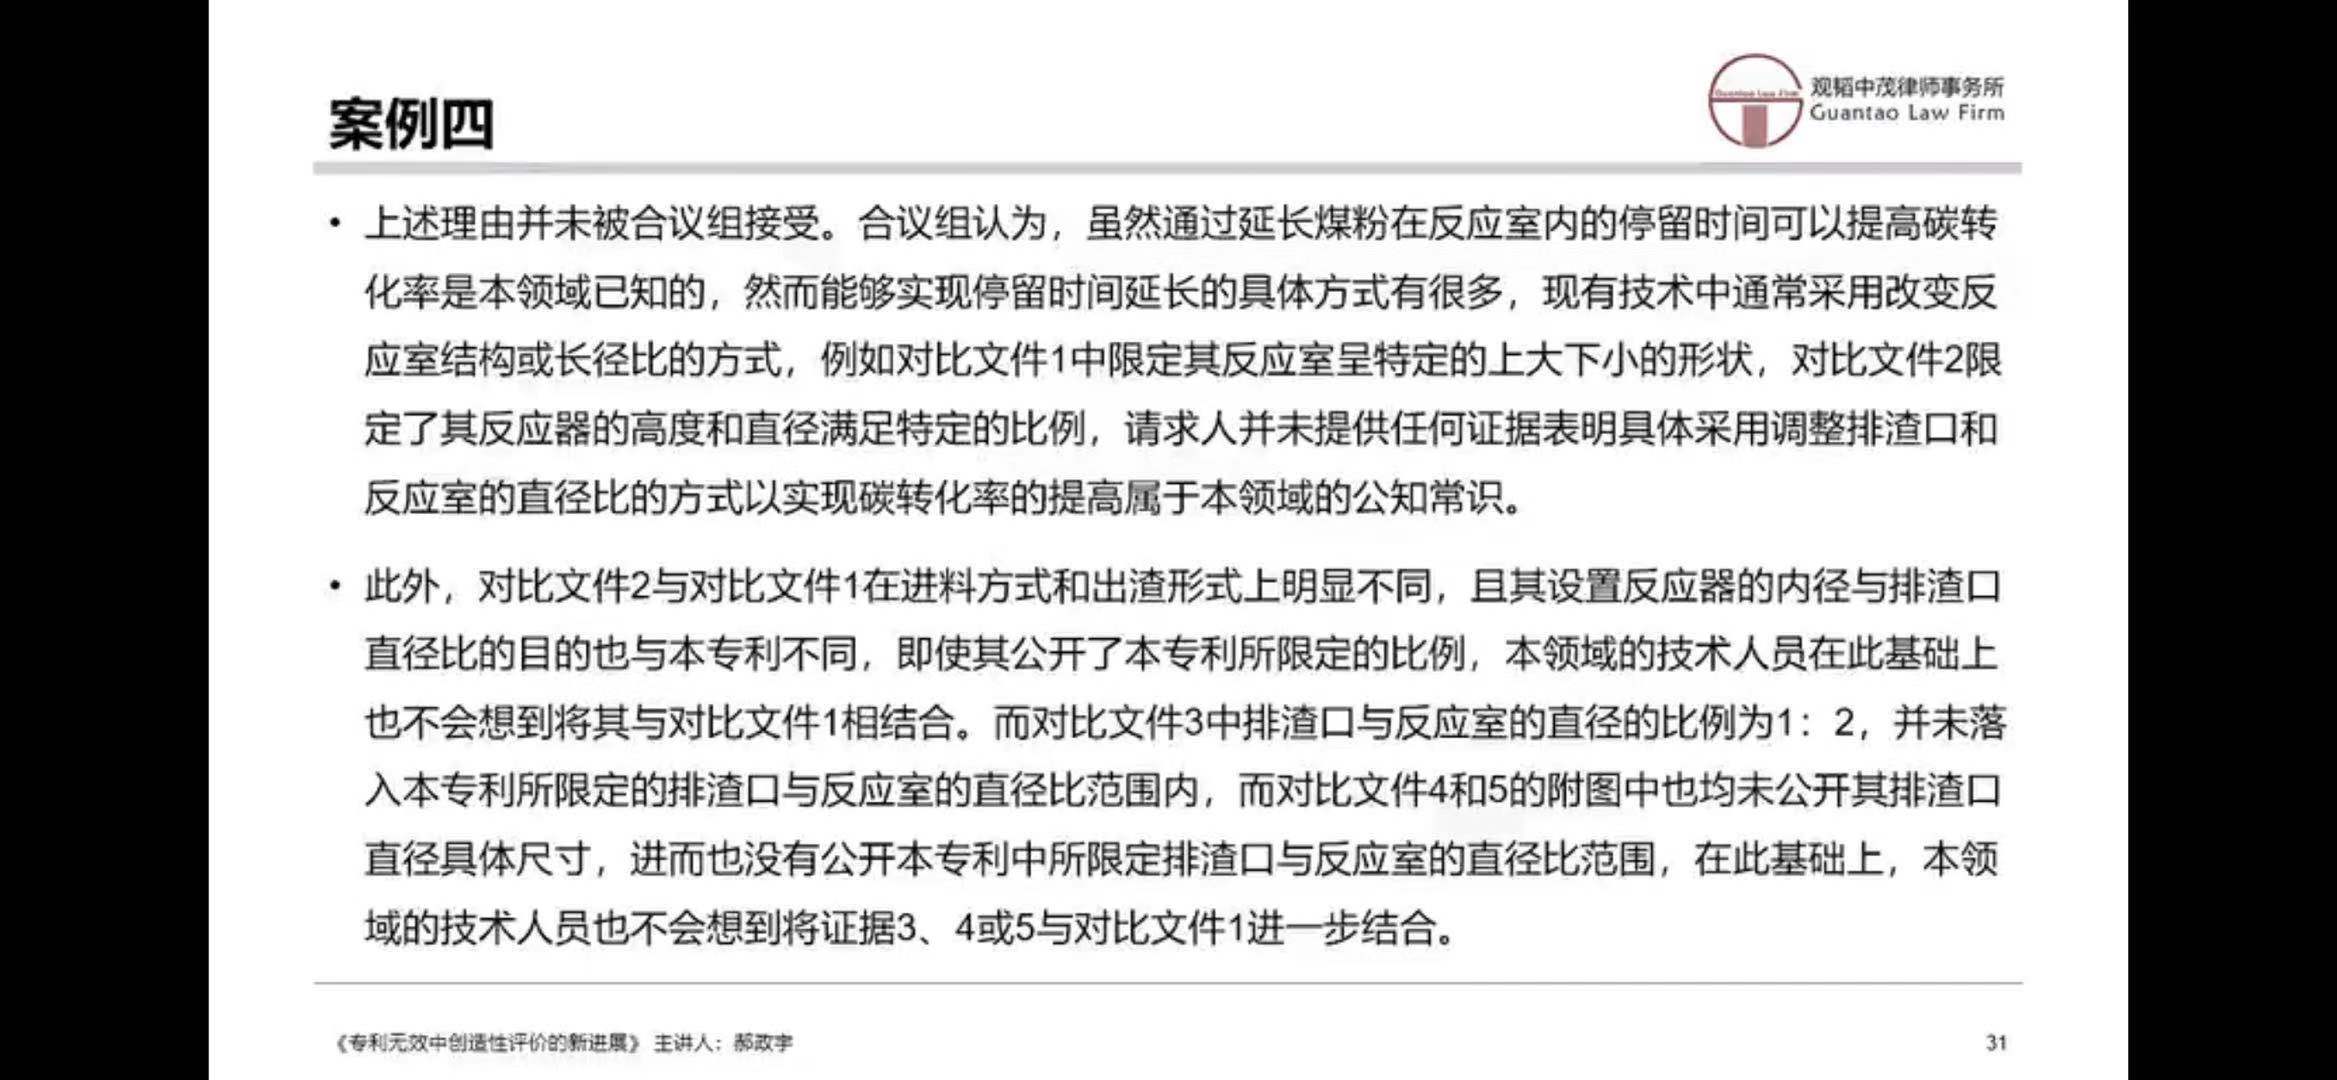 观韬中茂律师事务所
Guantao Law Firm
案例四
• 上述理由并未被合议组接受。合议组认为，虽然通过延长煤粉在反应室内的停留时间可以提高碳转
化率是本领域已知的，然而能够实现停留时间延长的具体方式有很多，现有技术中通常采用改变反
应室结构或长径比的方式，例如对比文件1中限定其反应室呈特定的上大下小的形状，对比文件2限
定了其反应器的高度和直径满足特定的比例，请求人并未提供任何证据表明具体采用调整排渣口和
反应室的直径比的方式以实现碳转化率的提高属于本领域的公知常识。
• 此外，对比文件2与对比文件1在进料方式和出渣形式上明显不同，且其设置反应器的内径与排渣口
直径比的目的也与本专利不同，即使其公开了本专利所限定的比例，本领域的技术人员在此基础上
也不会想到将其与对比文件1相结合。而对比文件3中排渣口与反应室的直径的比例为1：2，并未落
入本专利所限定的排渣口与反应室的直径比范围内，而对比文件4和5的附图中也均未公开其排渣口
直径具体尺寸，进而也没有公开本专利中所限定排渣口与反应室的直径比范围，在此基础上，本领
域的技术人员也不会想到将证据3、4或5与对比文件1进一步结合。
《专利无效中创造性评价的新进展》 主讲人：郝政宇
31